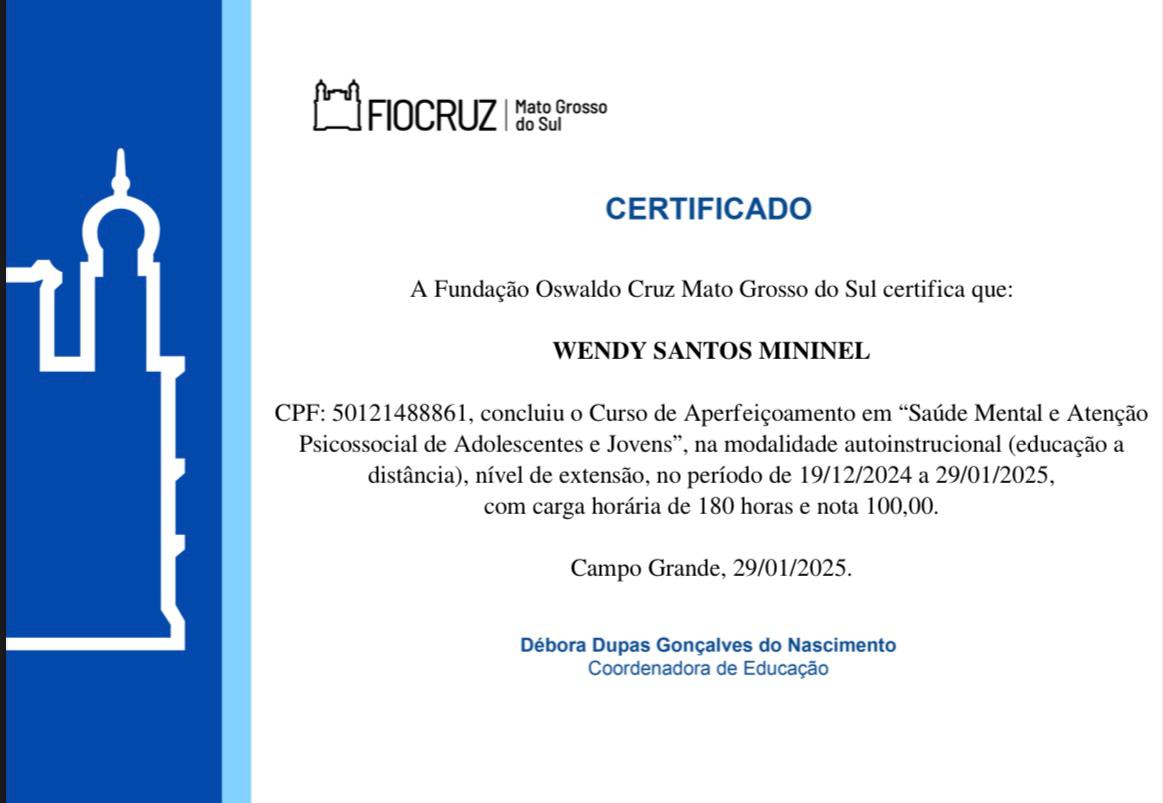 FIOCRUZ
Mato Grosso
do Sul
CERTIFICADO
A Fundação Oswaldo Cruz Mato Grosso do Sul certifica que:
WENDY SANTOS MININEL
CPF: 50121488861, concluiu o Curso de Aperfeiçoamento em “Saúde Mental e Atenção
Psicossocial de Adolescentes e Jovens”, na modalidade autoinstrucional (educação a
distância), nível de extensão, no período de 19/12/2024 a 29/01/2025,
com carga horária de 180 horas e nota 100,00.
Campo Grande, 29/01/2025.
Débora Dupas Gonçalves do Nascimento
Coordenadora de Educação